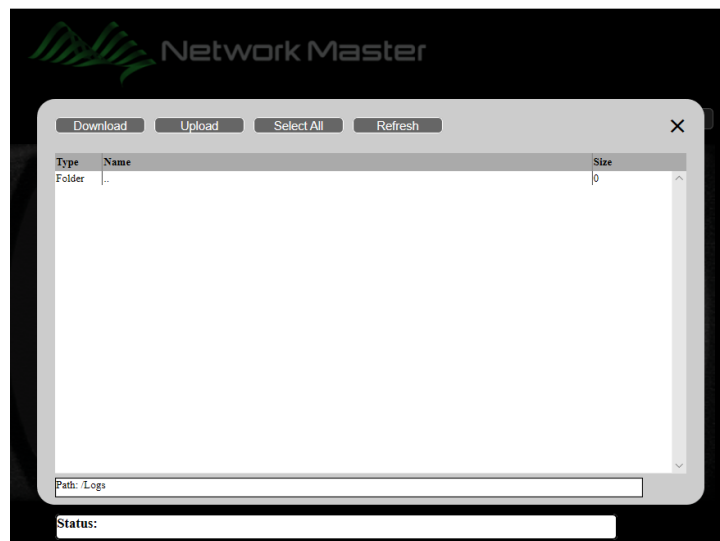 Network Master
Download Upload Select All Refresh ✕
Type Name Size
Folder .. 0
Path: /Logs
Status: